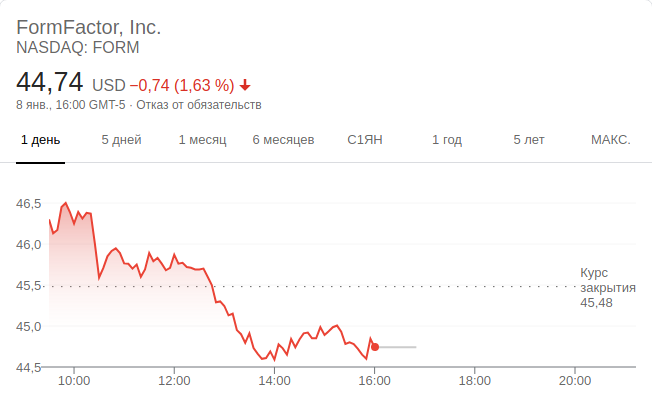 FormFactor, Inc.
NASDAQ: FORM
44,74 USD −0,74 (1,63 %)
8 янв., 16:00 GMT-5 · Отказ от обязательств
1 день 5 дней 1 месяц 6 месяцев С1ЯН 1 год 5 лет МАКС.
46,5
46,0
45,5
45,0
44,5
Курс
закрытия
45,48
10:00 12:00 14:00 16:00 18:00 20:00